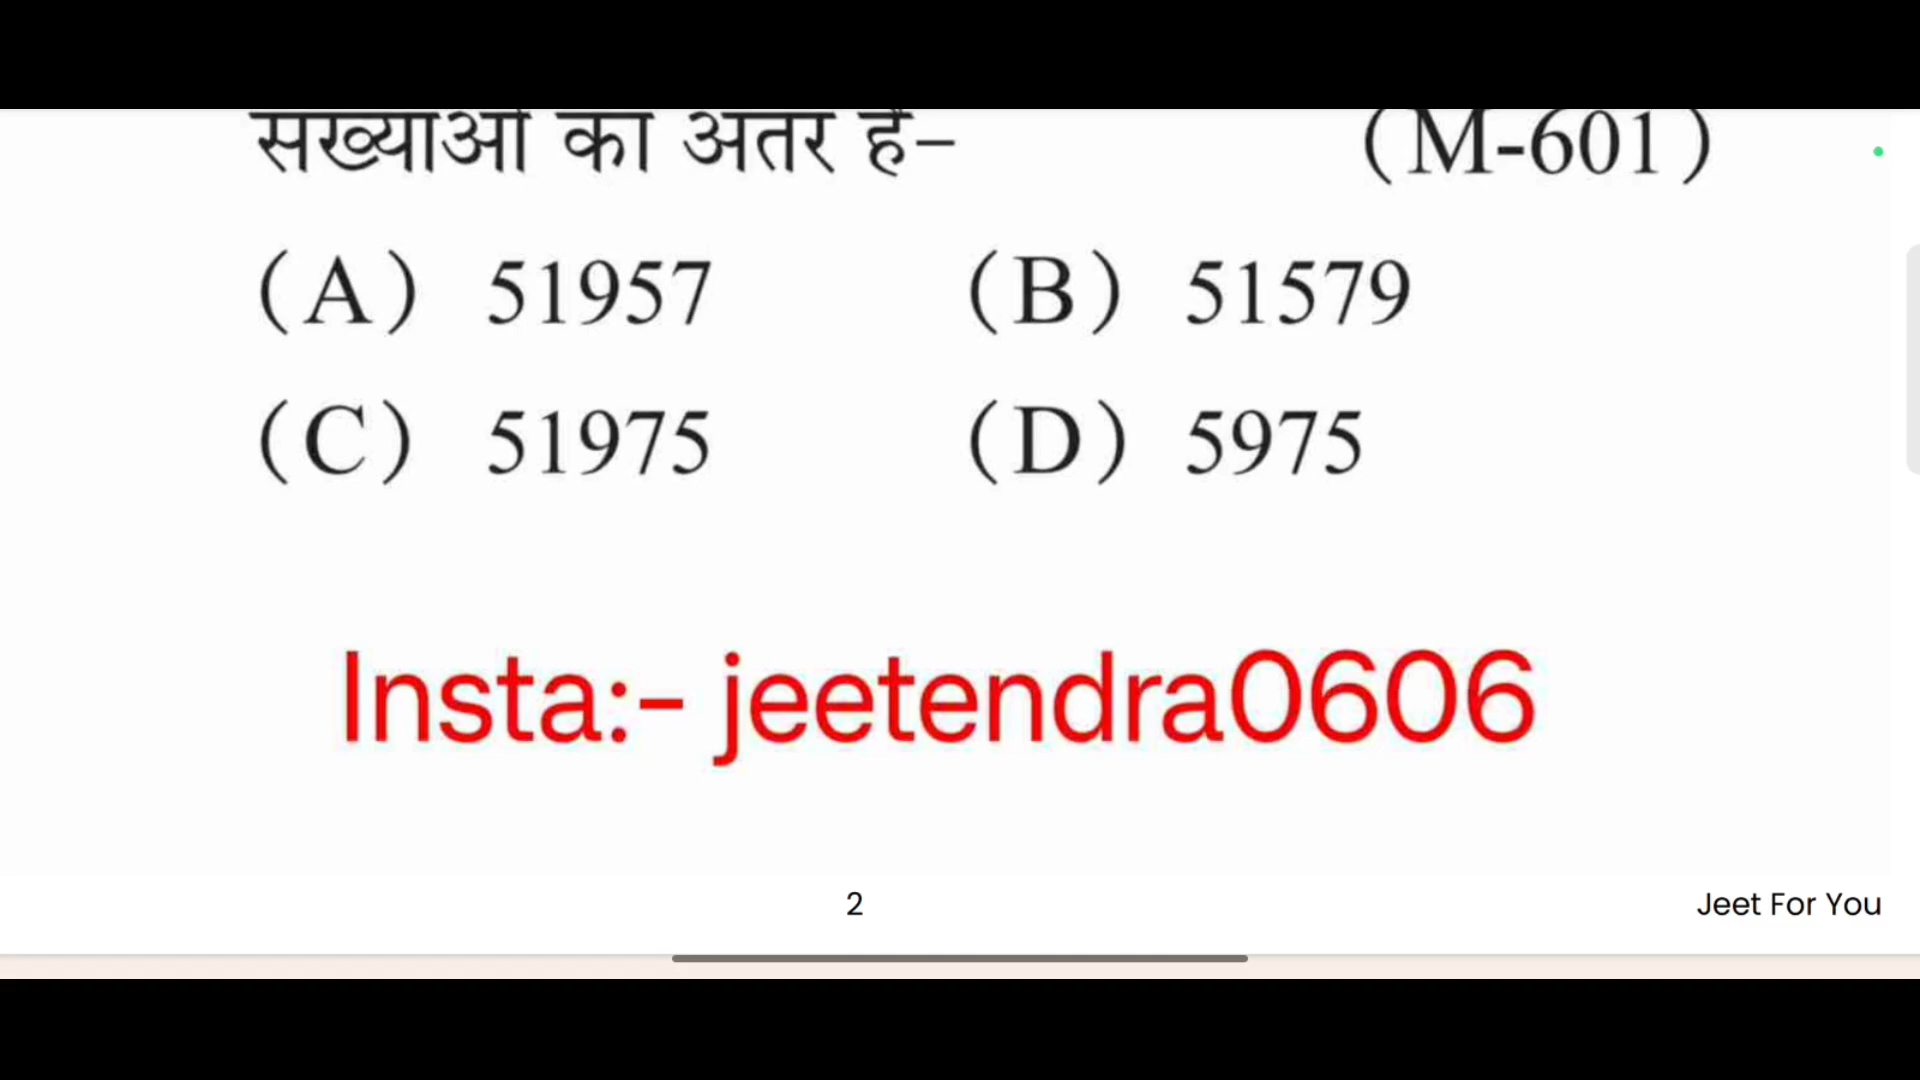 संख्याओं का अंतर है– (M-601)
(A) 51957 (B) 51579
(C) 51975 (D) 5975
Insta:- jeetendra0606
2 Jeet For You